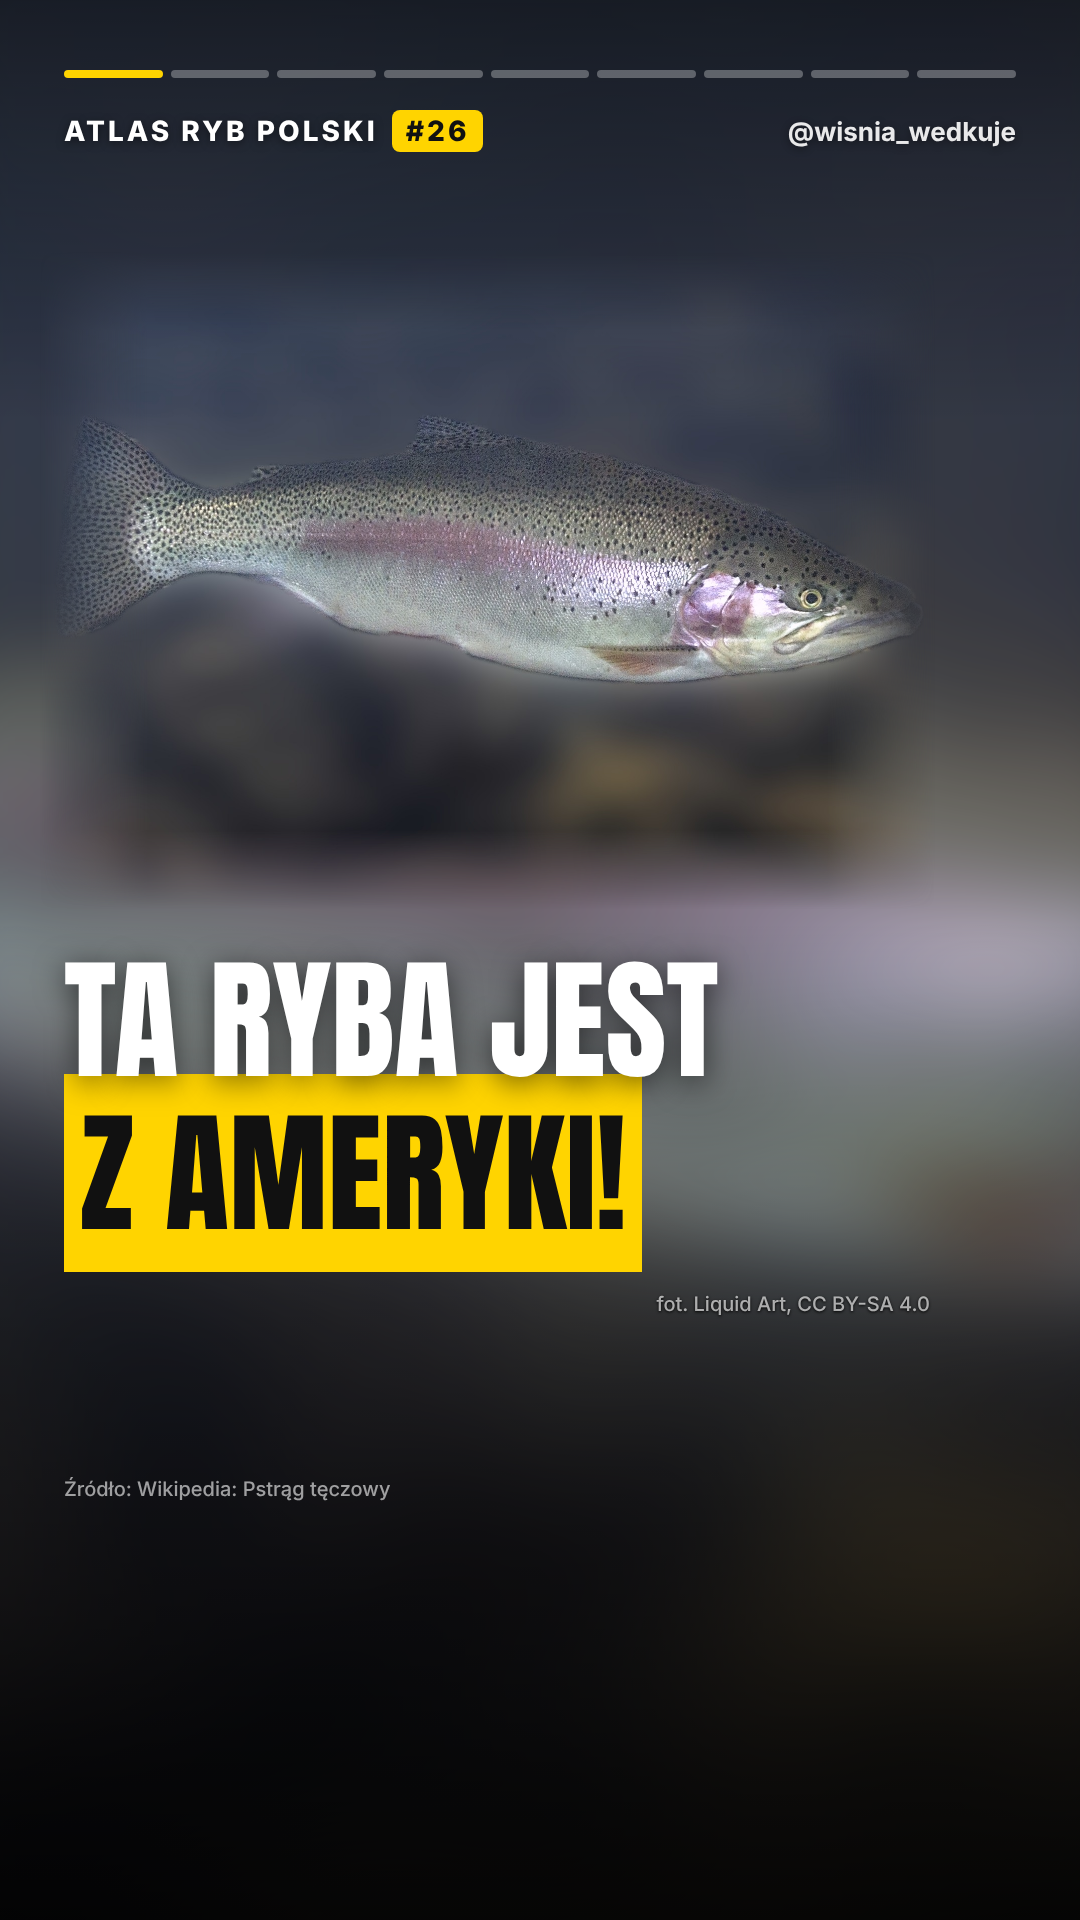 ATLAS RYB POLSKI #26
@wisnia_wedkuje
TA RYBA JEST
Z AMERYKI!
fot. Liquid Art, CC BY-SA 4.0
Źródło: Wikipedia: Pstrąg tęczowy